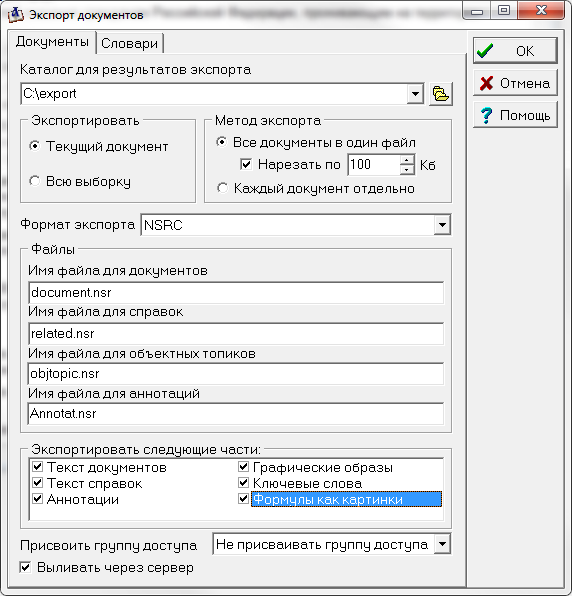 Экспорт документов
Документы Словари
Каталог для результатов экспорта
C:\export
Экспортировать
Текущий документ
Всю выборку
Метод экспорта
Все документы в один файл
Нарезать по 100 Кб
Каждый документ отдельно
Формат экспорта NSRC
Файлы
Имя файла для документов
document.nsr
Имя файла для справок
related.nsr
Имя файла для объектных топиков
objtopic.nsr
Имя файла для аннотаций
Annotat.nsr
Экспортировать следующие части:
Текст документов
Текст справок
Аннотации
Графические образы
Ключевые слова
Формулы как картинки
Присвоить группу доступа Не присваивать группу доступа
Выливать через сервер
OK
Отмена
Помощь